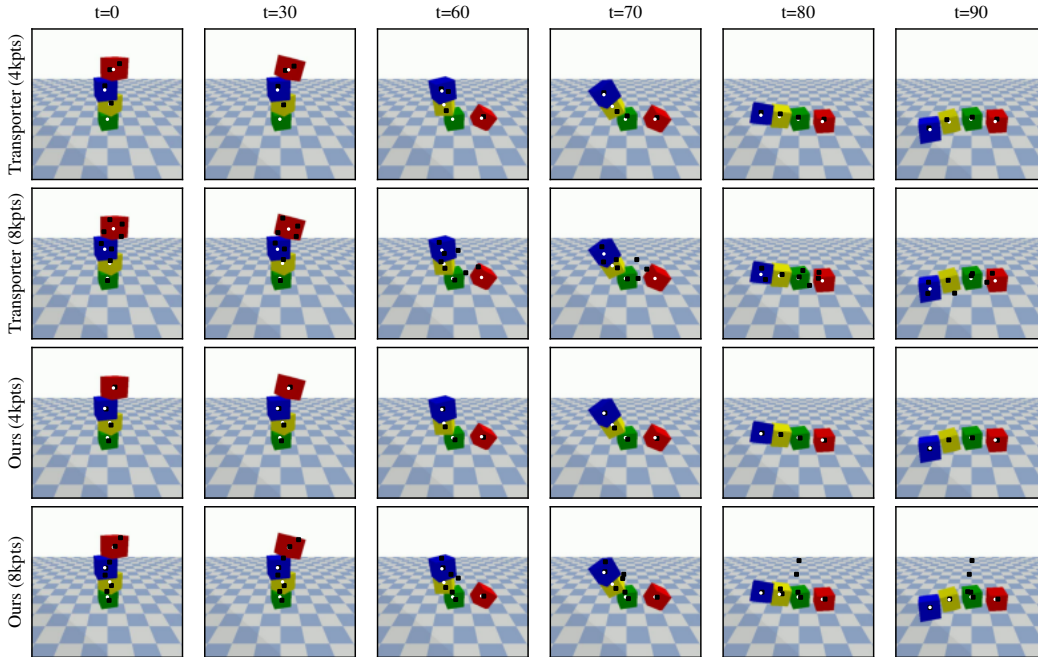 t=0 t=30 t=60 t=70 t=80 t=90
Transporter (4kpts)
Transporter (8kpts)
Ours (4kpts)
Ours (8kpts)